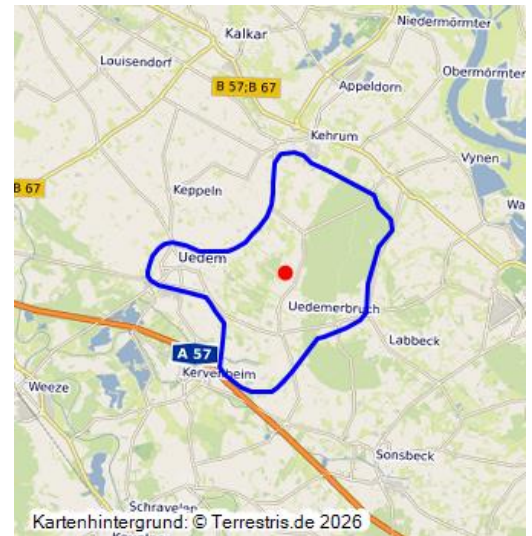 Niedermörmter
Kalkar
Louisendorf
Obermörmter
B 57;B 67
Appeldorn
Kehrum
Vynen
Keppeln
B 67
Uedem
Uedemerbruch
Labbeck
A 57
Kervenheim
Weeze
Sonsbeck
Kartenhintergrund: © Terrestris.de 2026